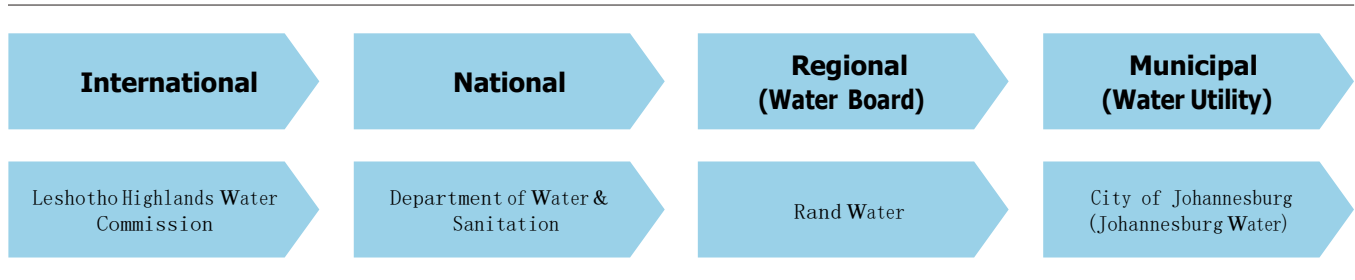 International
National
Regional
(Water Board)
Municipal
(Water Utility)
Leshotho Highlands Water
Commission
Department of Water &
Sanitation
Rand Water
City of Johannesburg
(Johannesburg Water)